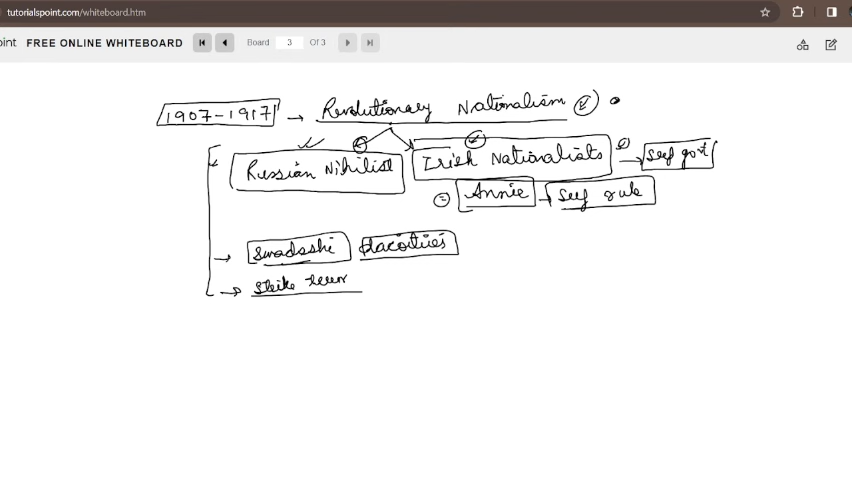 tutorialspoint.com/whiteboard.htm
oint FREE ONLINE WHITEBOARD Board 3 Of 3
1907-1917 → Revolutionary Nationalism
Russian Nihilist Irish Nationalists → Self govt
= Annie → Self rule
→ Swadeshi dacoities
→ Strike terror